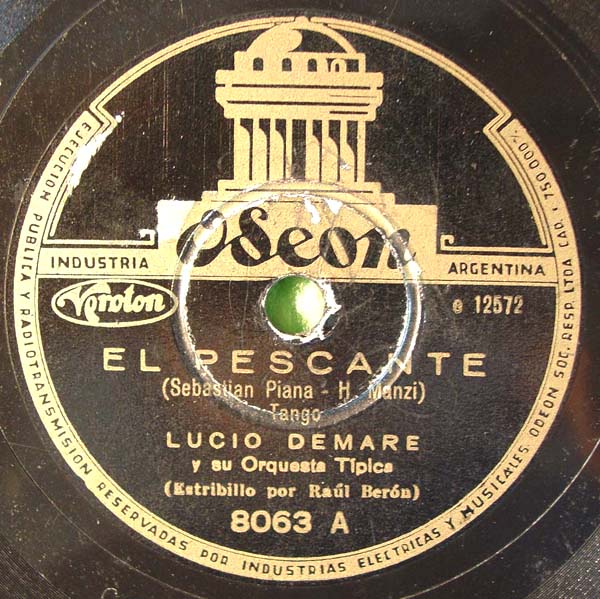 Odeon
INDUSTRIA ARGENTINA
Voroton
e 12572
EL PESCANTE
(Sebastian Piana - H. Manzi)
Tango
LUCIO DEMARE
y su Orquesta Típica
(Estribillo por Raúl Berón)
8063 A
EJECUCION PUBLICA Y RADIOTRANSMISION RESERVADAS POR INDUSTRIAS ELECTRICAS Y MUSICALES ODEON SOC. RESP. LTDA CAP. $ 750.000 %